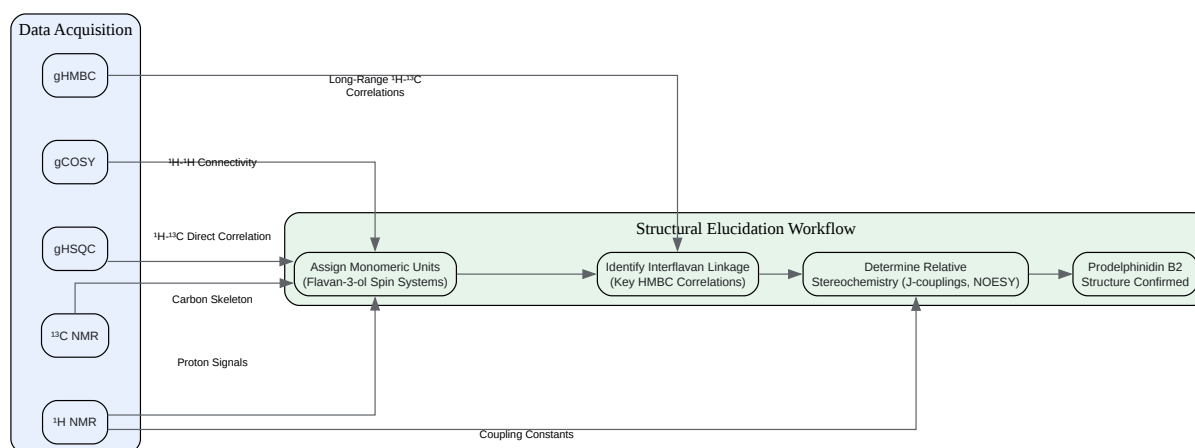 Data Acquisition
gHMBC
Long-Range ¹H-¹³C
Correlations
gCOSY
¹H-¹H Connectivity
gHSQC
¹H-¹³C Direct Correlation
Structural Elucidation Workflow
Assign Monomeric Units
(Flavan-3-ol Spin Systems)
Identify Interflavan Linkage
(Key HMBC Correlations)
Determine Relative
Stereochemistry (J-couplings, NOESY)
Prodelphinidin B2
Structure Confirmed
Carbon Skeleton
¹³C NMR
Proton Signals
¹H NMR
Coupling Constants